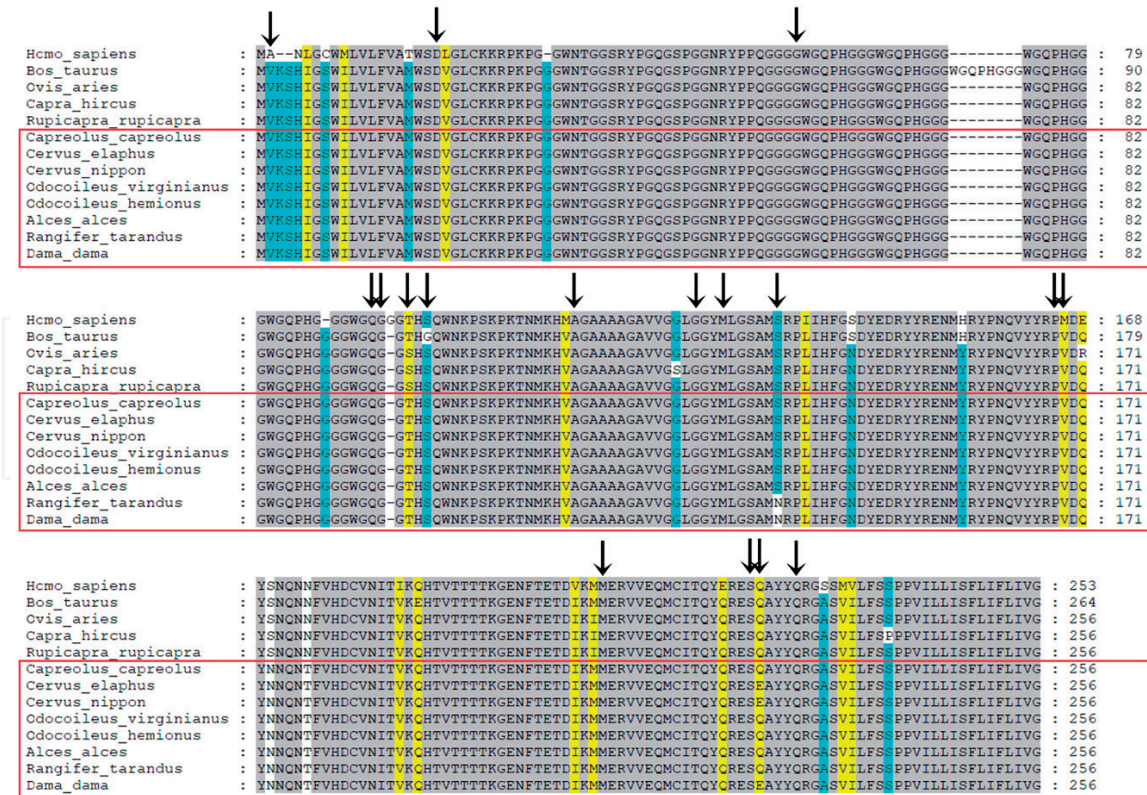 Hcmo_sapiens : MA--NLGCWMLVLFVATWSDLGLCKKRPKPG-GWNTGGSRYPGQGSPGGNRYPPQGGGGWGQPHGGGWGQPHGGG--------WGQPHGG : 79
Bos_taurus : MVKSHIGSWILVLFVAMWSDVGLCKKRPKPGGGWNTGGSRYPGQGSPGGNRYPPQGGGGWGQPHGGGWGQPHGGGWGQPHGGGWGQPHGG : 90
Ovis_aries : MVKSHIGSWILVLFVAMWSDVGLCKKRPKPGGGWNTGGSRYPGQGSPGGNRYPPQGGGGWGQPHGGGWGQPHGGG--------WGQPHGG : 82
Capra_hircus : MVKSHIGSWILVLFVAMWSDVGLCKKRPKPGGGWNTGGSRYPGQGSPGGNRYPPQGGGGWGQPHGGGWGQPHGGG--------WGQPHGG : 82
Rupicapra_rupicapra : MVKSHIGSWILVLFVAMWSDVGLCKKRPKPGGGWNTGGSRYPGQGSPGGNRYPPQGGGGWGQPHGGGWGQPHGGG--------WGQPHGG : 82
Capreolus_capreolus : MVKSHIGSWILVLFVAMWSDVGLCKKRPKPGGGWNTGGSRYPGQGSPGGNRYPPQGGGGWGQPHGGGWGQPHGGG--------WGQPHGG : 82
Cervus_elaphus : MVKSHIGSWILVLFVAMWSDVGLCKKRPKPGGGWNTGGSRYPGQGSPGGNRYPPQGGGGWGQPHGGGWGQPHGGG--------WGQPHGG : 82
Cervus_nippon : MVKSHIGSWILVLFVAMWSDVGLCKKRPKPGGGWNTGGSRYPGQGSPGGNRYPPQGGGGWGQPHGGGWGQPHGGG--------WGQPHGG : 82
Odocoileus_virginianus : MVKSHIGSWILVLFVAMWSDVGLCKKRPKPGGGWNTGGSRYPGQGSPGGNRYPPQGGGGWGQPHGGGWGQPHGGG--------WGQPHGG : 82
Odocoileus_hemionus : MVKSHIGSWILVLFVAMWSDVGLCKKRPKPGGGWNTGGSRYPGQGSPGGNRYPPQGGGGWGQPHGGGWGQPHGGG--------WGQPHGG : 82
Alces_alces : MVKSHIGSWILVLFVAMWSDVGLCKKRPKPGGGWNTGGSRYPGQGSPGGNRYPPQGGGGWGQPHGGGWGQPHGGG--------WGQPHGG : 82
Rangifer_tarandus : MVKSHIGSWILVLFVAMWSDVGLCKKRPKPGGGWNTGGSRYPGQGSPGGNRYPPQGGGGWGQPHGGGWGQPHGGG--------WGQPHGG : 82
Dama_dama : MVKSHIGSWILVLFVAMWSDVGLCKKRPKPGGGWNTGGSRYPGQGSPGGNRYPPQGGGGWGQPHGGGWGQPHGGG--------WGQPHGG : 82
Hcmo_sapiens : GWGQPHG-GGWGQGGGTHSQWNKPSKPKTNMKHMAGAAAAGAVVGGLGGYMLGSAMSRPLIHFGSDYEDRYYRENMHRYPNQVYYRPMDE : 168
Bos_taurus : GWGQPHGGGGWGQG-GTHGQWNKPSKPKTNMKHVAGAAAAGAVVGGLGGYMLGSAMSRPLIHFGSDYEDRYYRENMHRYPNQVYYRPVDQ : 179
Ovis_aries : GWGQPHGGGGWGQG-GSHSQWNKPSKPKTNMKHVAGAAAAGAVVGGLGGYMLGSAMSRPLIHFGNDYEDRYYRENMYRYPNQVYYRPVDR : 171
Capra_hircus : GWGQPHGGGGWGQG-GSHSQWNKPSKPKTNMKHVAGAAAAGAVVGSLGGYMLGSAMSRPLIHFGNDYEDRYYRENMYRYPNQVYYRPVDQ : 171
Rupicapra_rupicapra : GWGQPHGGGGWGQG-GSHSQWNKPSKPKTNMKHVAGAAAAGAVVGGLGGYMLGSAMSRPLIHFGNDYEDRYYRENMYRYPNQVYYRPVDQ : 171
Capreolus_capreolus : GWGQPHGGGGWGQG-GTHSQWNKPSKPKTNMKHVAGAAAAGAVVGGLGGYMLGSAMSRPLIHFGNDYEDRYYRENMYRYPNQVYYRPVDQ : 171
Cervus_elaphus : GWGQPHGGGGWGQG-GTHSQWNKPSKPKTNMKHVAGAAAAGAVVGGLGGYMLGSAMSRPLIHFGNDYEDRYYRENMYRYPNQVYYRPVDQ : 171
Cervus_nippon : GWGQPHGGGGWGQG-GTHSQWNKPSKPKTNMKHVAGAAAAGAVVGGLGGYMLGSAMSRPLIHFGNDYEDRYYRENMYRYPNQVYYRPVDQ : 171
Odocoileus_virginianus : GWGQPHGGGGWGQG-GTHSQWNKPSKPKTNMKHVAGAAAAGAVVGGLGGYMLGSAMSRPLIHFGNDYEDRYYRENMYRYPNQVYYRPVDQ : 171
Odocoileus_hemionus : GWGQPHGGGGWGQG-GTHSQWNKPSKPKTNMKHVAGAAAAGAVVGGLGGYMLGSAMSRPLIHFGNDYEDRYYRENMYRYPNQVYYRPVDQ : 171
Alces_alces : GWGQPHGGGGWGQG-GTHSQWNKPSKPKTNMKHVAGAAAAGAVVGGLGGYMLGSAMSRPLIHFGNDYEDRYYRENMYRYPNQVYYRPVDQ : 171
Rangifer_tarandus : GWGQPHGGGGWGQG-GTHSQWNKPSKPKTNMKHVAGAAAAGAVVGGLGGYMLGSAMNRPLIHFGNDYEDRYYRENMYRYPNQVYYRPVDQ : 171
Dama_dama : GWGQPHGGGGWGQG-GTHSQWNKPSKPKTNMKHVAGAAAAGAVVGGLGGYMLGSAMNRPLIHFGNDYEDRYYRENMYRYPNQVYYRPVDQ : 171
Hcmo_sapiens : YSNQNNFVHDCVNITIKQHTVTTTTKGENFTETDVKMMERVVEQMCITQYERESQAYYQRGSSMVLFSSPPVILLISFLIFLIVG : 253
Bos_taurus : YSNQNNFVHDCVNITVKEHTVTTTTKGENFTETDIKMMERVVEQMCITQYQRESQAYYQRGASVILFSSPPVILLISFLIFLIVG : 264
Ovis_aries : YSNQNNFVHDCVNITVKQHTVTTTTKGENFTETDIKIMERVVEQMCITQYQRESQAYYQRGASVILFSSPPVILLISFLIFLIVG : 256
Capra_hircus : YSNQNNFVHDCVNITVKQHTVTTTTKGENFTETDIKIMERVVEQMCITQYQRESQAYYQRGASVILFSPPPVILLISFLIFLIVG : 256
Rupicapra_rupicapra : YSNQNNFVHDCVNITVKQHTVTTTTKGENFTETDIKIMERVVEQMCITQYQRESQAYYQRGASVILFSSPPVILLISFLIFLIVG : 256
Capreolus_capreolus : YNNQNTFVHDCVNITVKQHTVTTTTKGENFTETDIKMMERVVEQMCITQYQRESQAYYQRGASVILFSSPPVILLISFLIFLIVG : 256
Cervus_elaphus : YNNQNTFVHDCVNITVKQHTVTTTTKGENFTETDIKMMERVVEQMCITQYQRESEAYYQRGASVILFSSPPVILLISFLIFLIVG : 256
Cervus_nippon : YNNQNTFVHDCVNITVKQHTVTTTTKGENFTETDIKMMERVVEQMCITQYQRESEAYYQRGASVILFSSPPVILLISFLIFLIVG : 256
Odocoileus_virginianus : YNNQNTFVHDCVNITVKQHTVTTTTKGENFTETDIKMMERVVEQMCITQYQRESQAYYQRGASVILFSSPPVILLISFLIFLIVG : 256
Odocoileus_hemionus : YNNQNTFVHDCVNITVKQHTVTTTTKGENFTETDIKMMERVVEQMCITQYQRESQAYYQRGASVILFSSPPVILLISFLIFLIVG : 256
Alces_alces : YNNQNTFVHDCVNITVKQHTVTTTTKGENFTETDIKMMERVVEQMCITQYQRESQAYYQRGASVILFSSPPVILLISFLIFLIVG : 256
Rangifer_tarandus : YNNQNTFVHDCVNITVKQHTVTTTTKGENFTETDIKMMERVVEQMCITQYQRESQAYYQRGASVILFSSPPVILLISFLIFLIVG : 256
Dama_dama : YNNQNTFVHDCVNITVKQHTVTTTTKGENFTETDIKMMERVVEQMCITQYQRESEAYYQRGASVILFSSPPVILLISFLIFLIVG : 256